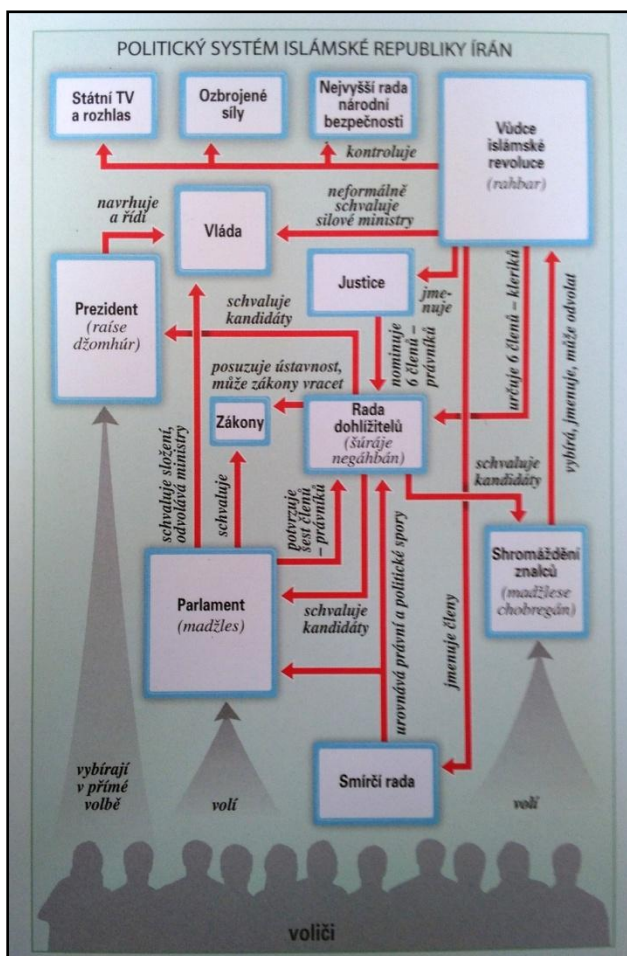 POLITICKÝ SYSTÉM ISLÁMSKÉ REPUBLIKY ÍRÁN
Státní TV
a rozhlas
Ozbrojené
síly
Nejvyšší rada
národní
bezpečnosti
Vůdce
islámské
revoluce
(rahbar)
kontroluje
navrhuje
a řídí
Vláda
neformálně
schvaluje
silové ministry
Prezident
(raíse
džomhúr)
Justice
jme-
nuje
schvaluje
kandidáty
nominuje
6 členů –
právníků
určuje 6 členů – kleriků
vybírá, jmenuje, může odvolat
posuzuje ústavnost,
může zákony vracet
Zákony
Rada
dohlížitelů
(šúráje
negáhbán)
schvaluje složení,
odvolává ministry
schvaluje
potvrzuje
šest členů
– právníků
schvaluje
kandidáty
Shromáždění
znalců
(madžlese
chobregán)
Parlament
(madžles)
schvaluje
kandidáty
urovnává právní a politické spory
jmenuje členy
Smírčí rada
vybírají
v přímé
volbě
volí
volí
voliči